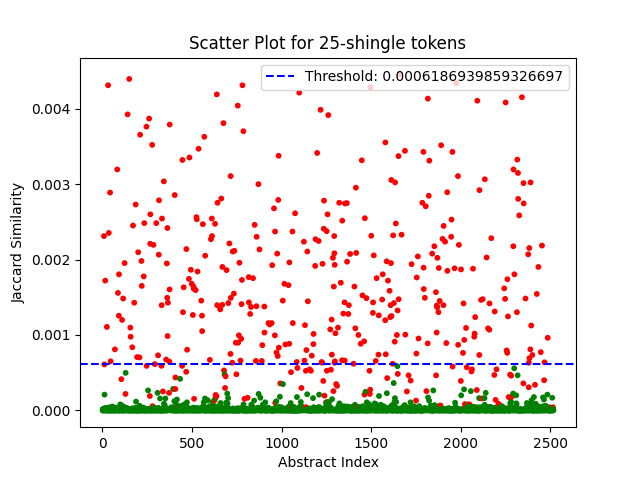 Scatter Plot for 25-shingle tokens
Threshold: 0.0006186939859326697
Jaccard Similarity
0.004
0.003
0.002
0.001
0.000
0 500 1000 1500 2000 2500
Abstract Index